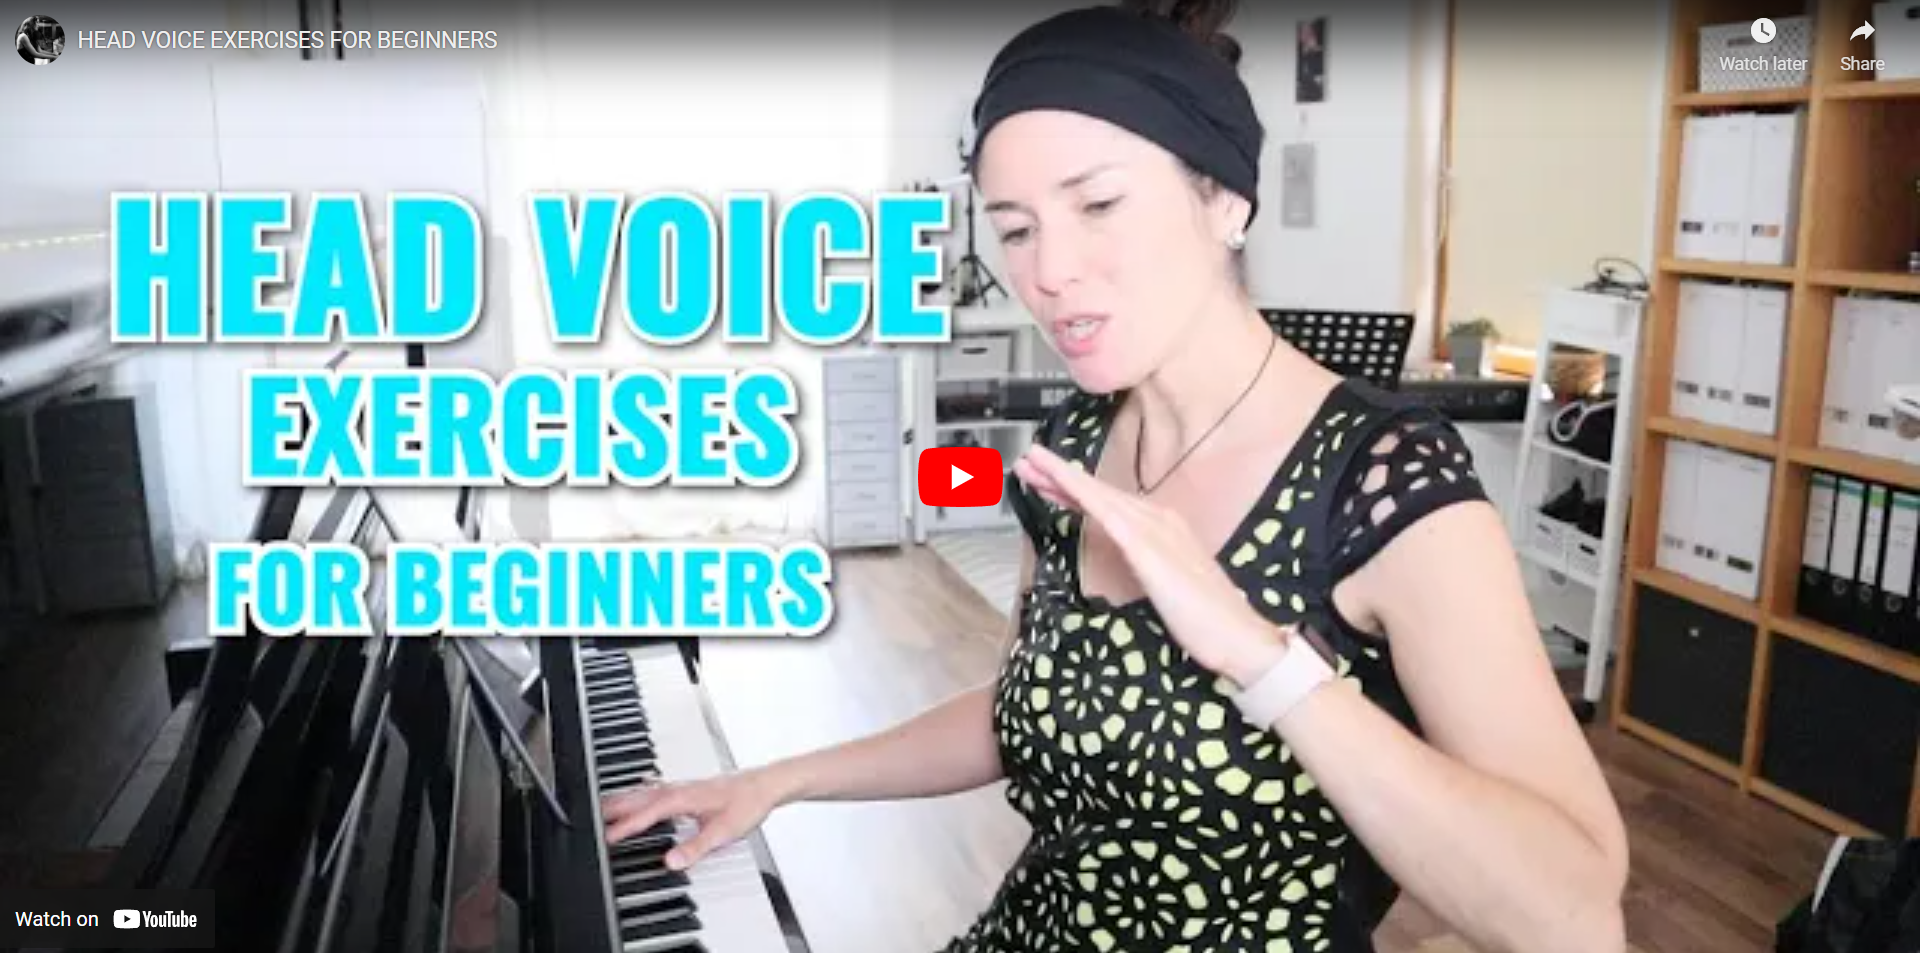 HEAD VOICE EXERCISES FOR BEGINNERS
Watch later
Share
HEAD VOICE
EXERCISES
FOR BEGINNERS
Watch on YouTube